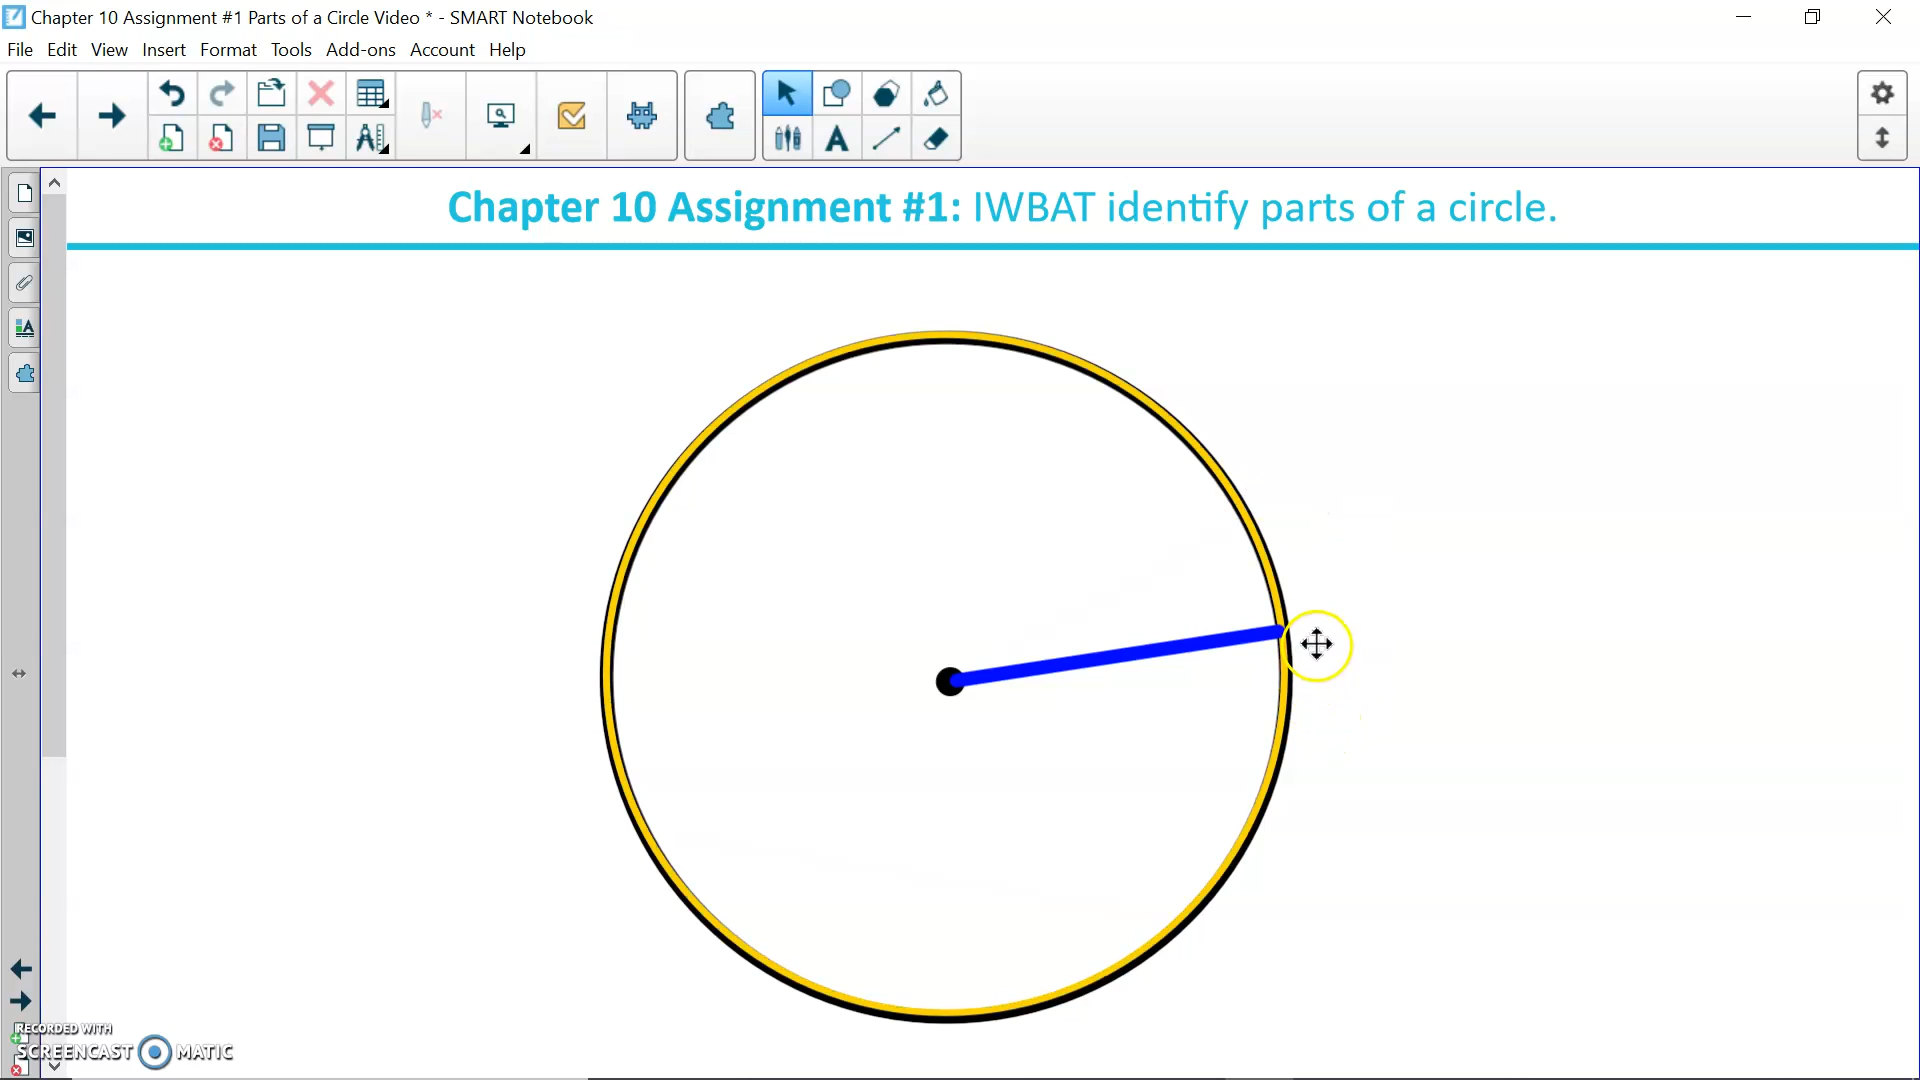 Chapter 10 Assignment #1 Parts of a Circle Video * - SMART Notebook
File Edit View Insert Format Tools Add-ons Account Help
Chapter 10 Assignment #1: IWBAT identify parts of a circle.
RECORDED WITH
SCREENCAST MATIC